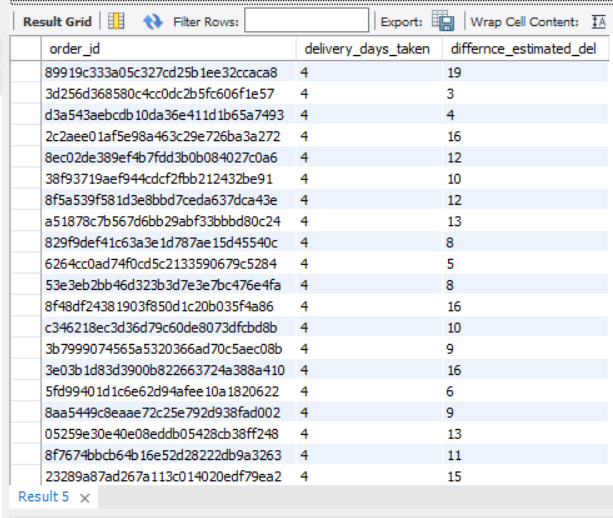 Result Grid Filter Rows: Export: Wrap Cell Content: IA
order_id delivery_days_taken differnce_estimated_del
89919c333a05c327cd25b1ee32ccaca8 4 19
3d256d368580c4cc0dc2b5fc606f1e57 4 3
d3a543aebcdb10da36e411d1b65a7493 4 4
2c2aee01af5e98a463c29e726ba3a272 4 16
8ec02de389ef4b7fdd3b0b084027c0a6 4 12
38f93719aef944cdcf2fbb212432be91 4 10
8f5a539f581d3e8bbd7ceda637dca43e 4 12
a51878c7b567d6bb29abf33bbbd80c24 4 13
829f9def41c63a3e1d787ae15d45540c 4 8
6264cc0ad74f0cd5c2133590679c5284 4 5
53e3eb2bb46d323b3d7e3e7bc476e4fa 4 8
8f48df24381903f850d1c20b035f4a86 4 16
c346218ec3d36d79c60de8073dfcbd8b 4 10
3b7999074565a5320366ad70c5aec08b 4 9
3e03b1d83d3900b822663724a388a410 4 16
5fd99401d1c6e62d94afee10a1820622 4 6
8aa5449c8eaae72c25e792d938fad002 4 9
05259e30e40e08eddb05428cb38ff248 4 13
8f7674bbcb64b16e52d28222db9a3263 4 11
23289a87ad267a113c014020edf79ea2 4 15
Result 5 ×